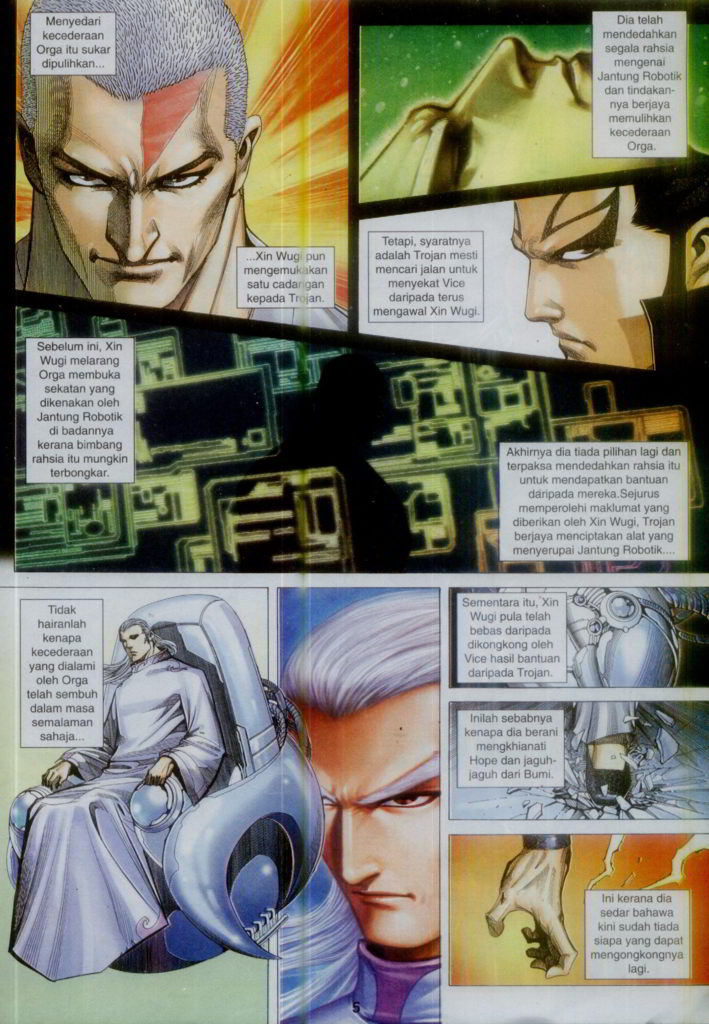 Menyedari
kecederaan
Orga itu sukar
dipulihkan...
Dia telah
mendedahkan
segala rahsia
mengenai
Jantung Robotik
dan tindakan-
nya berjaya
memulihkan
kecederaan
Orga.
...Xin Wugi pun
mengemukakan
satu cadangan
kepada Trojan.
Tetapi, syaratnya
adalah Trojan mesti
mencari jalan untuk
menyekat Vice
daripada terus
mengawal Xin Wugi.
Sebelum ini, Xin
Wugi melarang
Orga membuka
sekatan yang
dikenakan oleh
Jantung Robotik
di badannya
kerana bimbang
rahsia itu mungkin
terbongkar.
Akhirnya dia tiada pilihan lagi dan
terpaksa mendedahkan rahsia itu
untuk mendapatkan bantuan
daripada mereka.Sejurus
memperolehi maklumat yang
diberikan oleh Xin Wugi, Trojan
berjaya menciptakan alat yang
menyerupai Jantung Robotik....
Tidak
hairanlah
kenapa
kecederaan
yang dialami
oleh Orga
telah sembuh
dalam masa
semalaman
sahaja...
Sementara itu, Xin
Wugi pula telah
bebas daripada
dikongkong oleh
Vice hasil bantuan
daripada Trojan.
Inilah sebabnya
kenapa dia berani
mengkhianati
Hope dan jaguh-
jaguh dari Bumi.
Ini kerana dia
sedar bahawa
kini sudah tiada
siapa yang dapat
mengongkongnya
lagi.
5